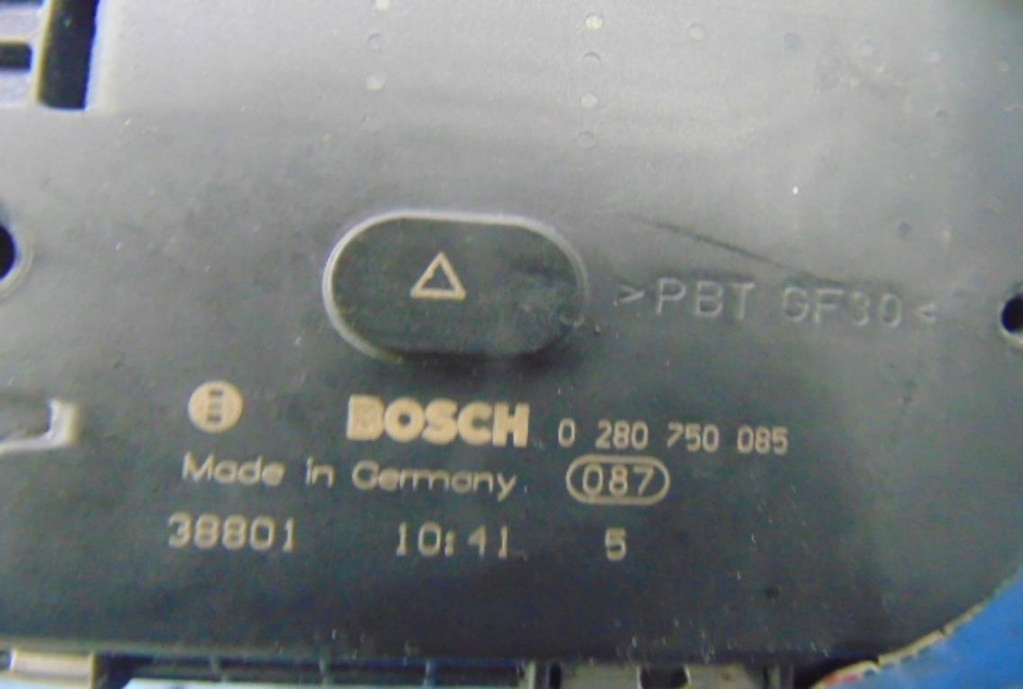 >PBT GF30<
BOSCH 0 280 750 085
Made in Germany 087
38801 10:41 5